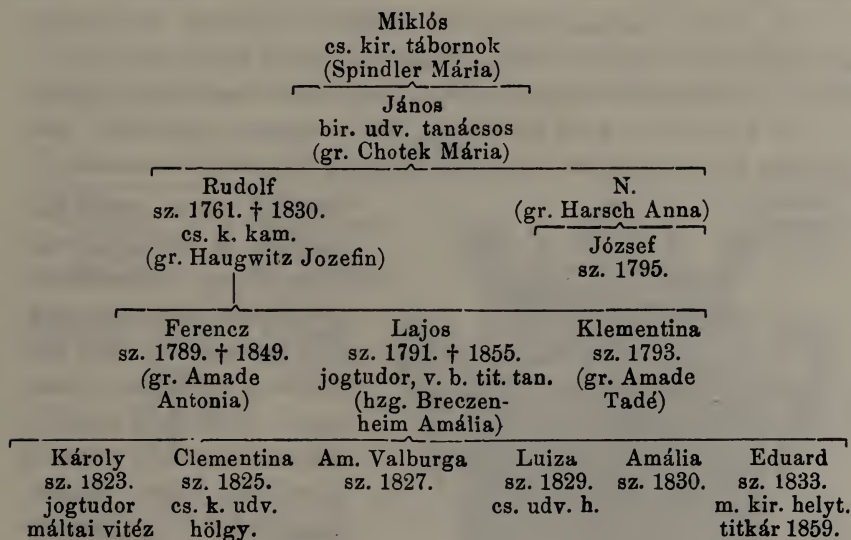 Miklós
cs. kir. tábornok
(Spindler Mária)
János
bir. udv. tanácsos
(gr. Chotek Mária)
Rudolf
sz. 1761. † 1830.
cs. k. kam.
(gr. Haugwitz Jozefin)
N.
(gr. Harsch Anna)
József
sz. 1795.
Ferencz
sz. 1789. † 1849.
(gr. Amade
Antonia)
Lajos
sz. 1791. † 1855.
jogtudor, v. b. tit. tan.
(hzg. Breczen-
heim Amália)
Klementina
sz. 1793.
(gr. Amade
Tadé)
Károly
sz. 1823.
jogtudor
máltai vitéz
Clementina
sz. 1825.
cs. k. udv.
hölgy.
Am. Valburga
sz. 1827.
Luiza
sz. 1829.
cs. udv. h.
Amália
sz. 1830.
Eduard
sz. 1833.
m. kir. helyt.
titkár 1859.